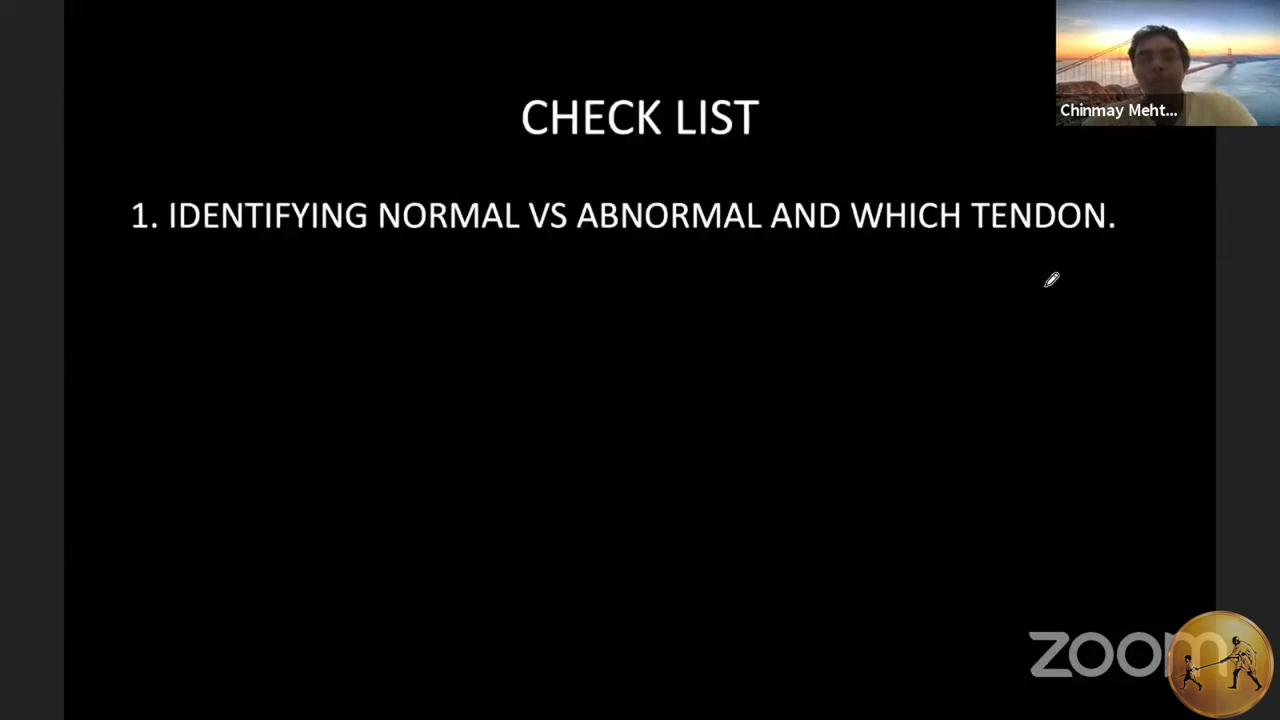 CHECK LIST
Chinmay Meht...
1. IDENTIFYING NORMAL VS ABNORMAL AND WHICH TENDON.
zoom